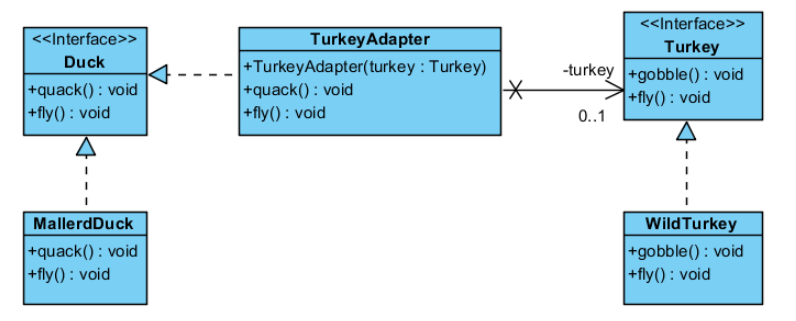 <<Interface>>
Duck
+quack() : void
+fly() : void
TurkeyAdapter
+TurkeyAdapter(turkey : Turkey)
+quack() : void
+fly() : void
-turkey
0..1
<<Interface>>
Turkey
+gobble() : void
+fly() : void
MallerdDuck
+quack() : void
+fly() : void
WildTurkey
+gobble() : void
+fly() : void